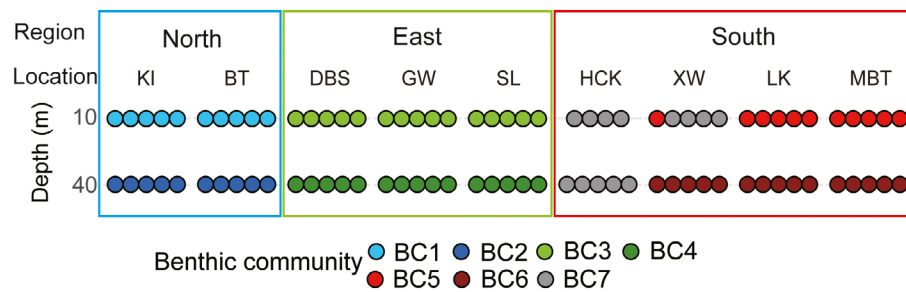 Region North East South
Location KI BT DBS GW SL HCK XW LK MBT
Depth (m)
10
40
Benthic community BC1 BC2 BC3 BC4
BC5 BC6 BC7